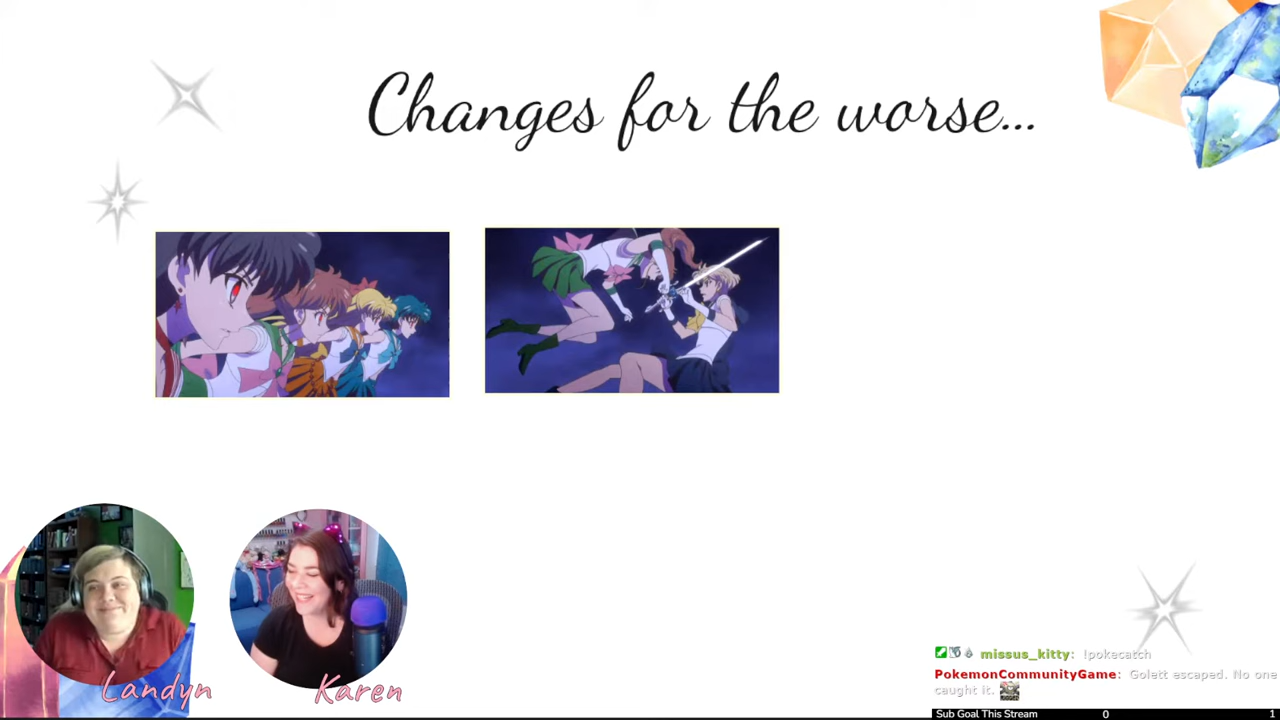 Changes for the worse...
Landyn
Karen
missus_kitty: !pokecatch
PokemonCommunityGame: Golett escaped. No one
caught it.
Sub Goal This Stream 0 1